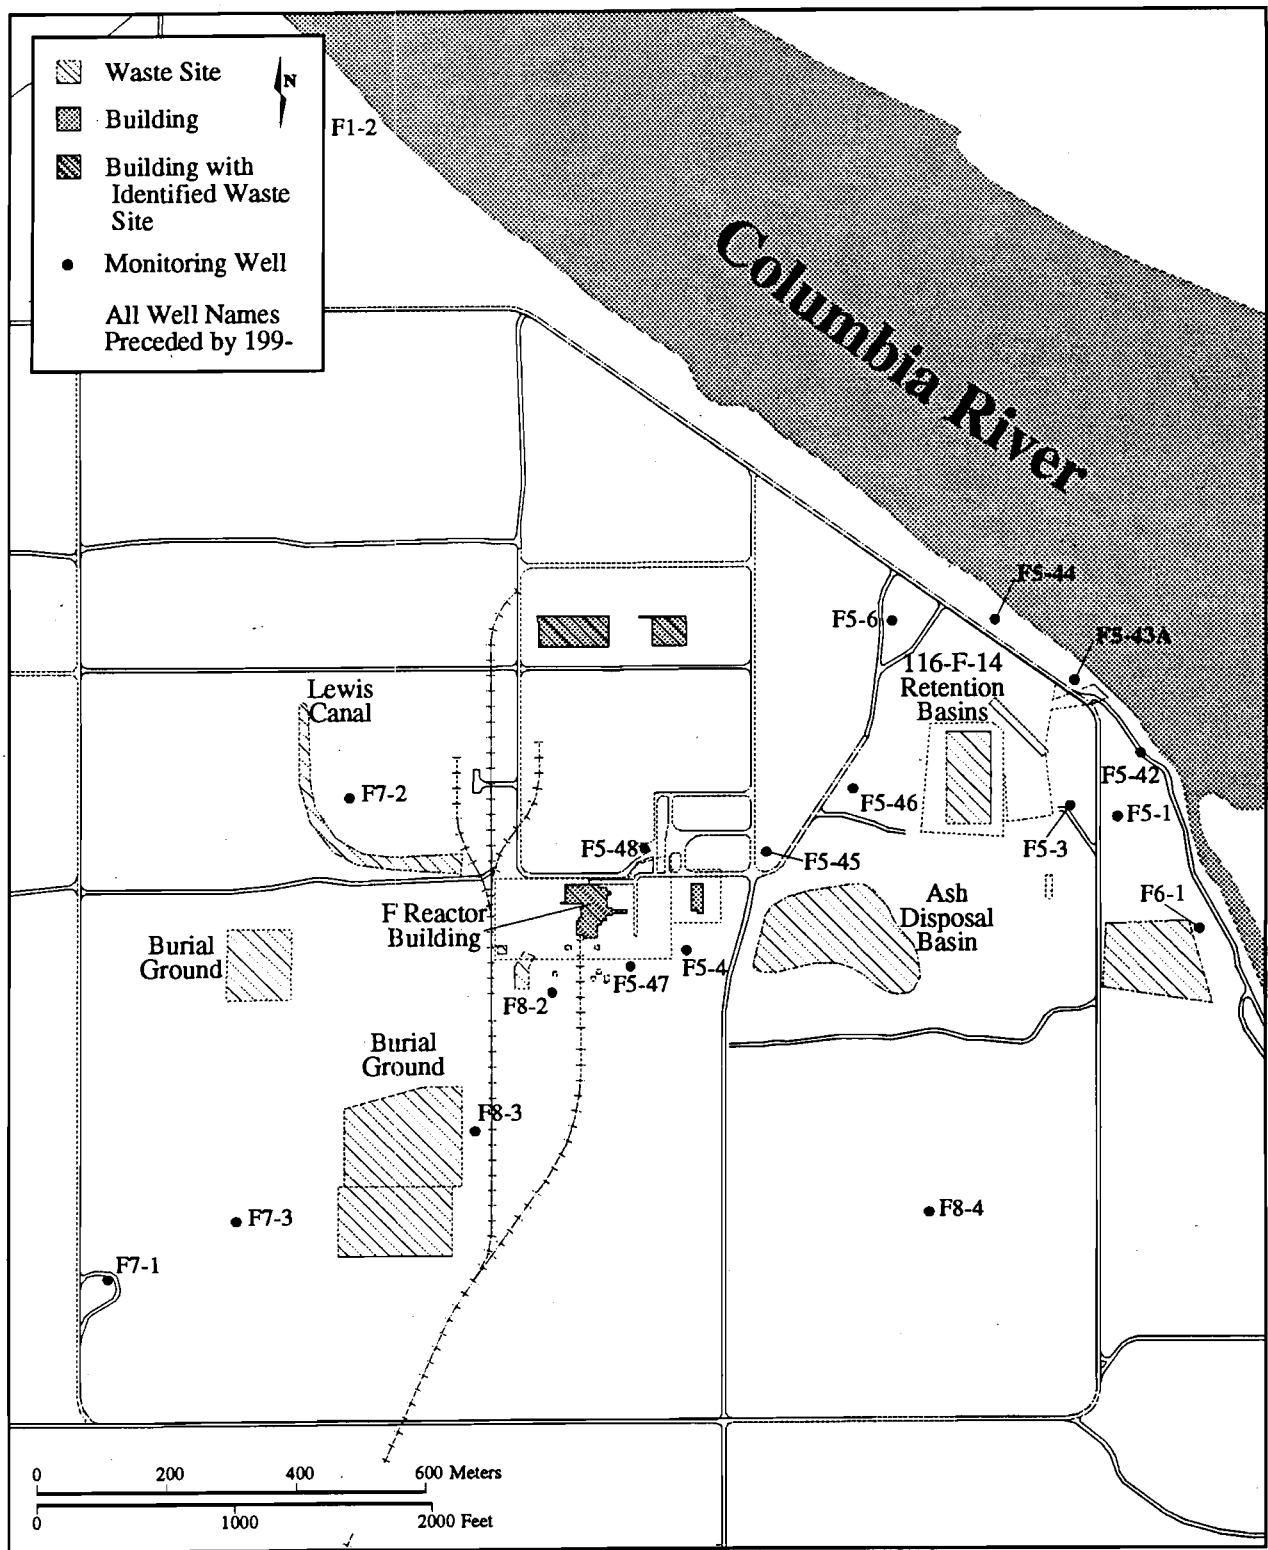 Waste Site
N
Building
Building with
Identified Waste
Site
Monitoring Well
All Well Names
Preceded by 199-
F1-2
Columbia River
F5-44
F5-6
F5-43A
116-F-14
Retention
Basins
Lewis
Canal
F5-42
F7-2
F5-46
F5-1
F5-48
F5-45
F5-3
Ash
Disposal
Basin
F6-1
F Reactor
Building
Burial
Ground
F5-4
F5-47
F8-2
Burial
Ground
F8-3
F7-3
F8-4
F7-1
0 200 400 600 Meters
0 1000 2000 Feet